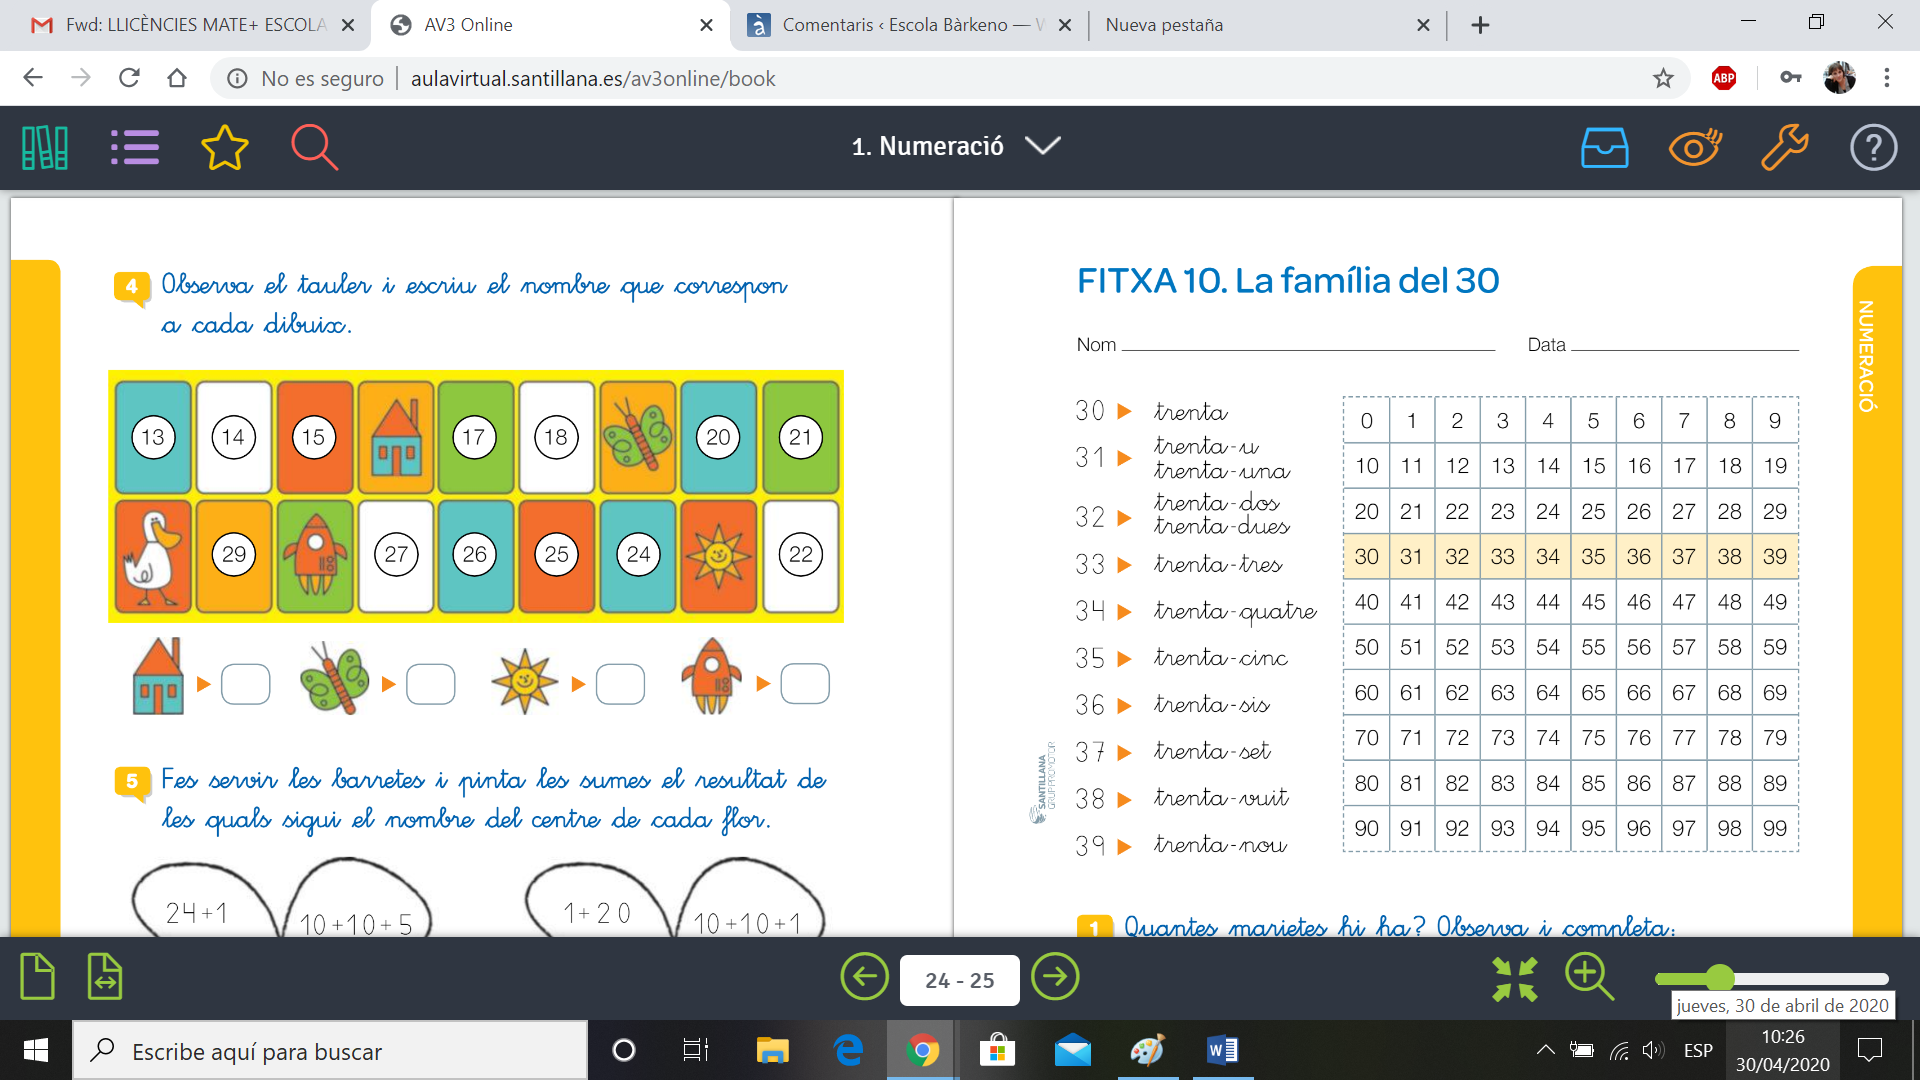 Fwd: LLICÈNCIES MATE+ ESCOLA
AV3 Online
Comentaris ‹ Escola Bàrkeno —
Nueva pestaña
No es seguro
aulavirtual.santillana.es/av3online/book
ABP
1. Numeració
?
4 Observa el tauler i escriu el nombre que correspon
a cada dibuix.
13 14 15 17 18 20 21
29 27 26 25 24 22
5 Fes servir les barretes i pinta les sumes el resultat de
les quals sigui el nombre del centre de cada flor.
24+1
10+10+5
1+20
10+10+1
FITXA 10. La família del 30
NUMERACIÓ
Nom
Data
30 trenta
31 trenta-u
trenta-una
32 trenta-dos
trenta-dues
33 trenta-tres
34 trenta-quatre
35 trenta-cinc
36 trenta-sis
37 trenta-set
38 trenta-vuit
39 trenta-nou
0 1 2 3 4 5 6 7 8 9
10 11 12 13 14 15 16 17 18 19
20 21 22 23 24 25 26 27 28 29
30 31 32 33 34 35 36 37 38 39
40 41 42 43 44 45 46 47 48 49
50 51 52 53 54 55 56 57 58 59
60 61 62 63 64 65 66 67 68 69
70 71 72 73 74 75 76 77 78 79
80 81 82 83 84 85 86 87 88 89
90 91 92 93 94 95 96 97 98 99
SANTILLANA
GRUP PROMOTOR
1 Quantes marietes hi ha? Observa i completa:
24 - 25
jueves, 30 de abril de 2020
Escribe aquí para buscar
ESP
10:26
30/04/2020